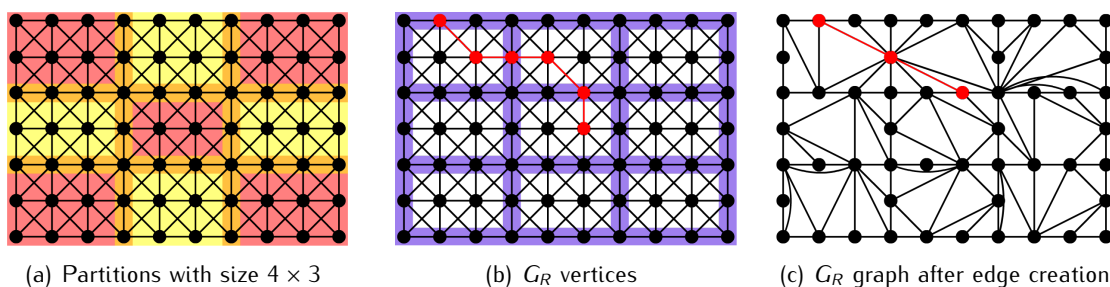 (a) Partitions with size 4 × 3
(b) G_R vertices
(c) G_R graph after edge creation